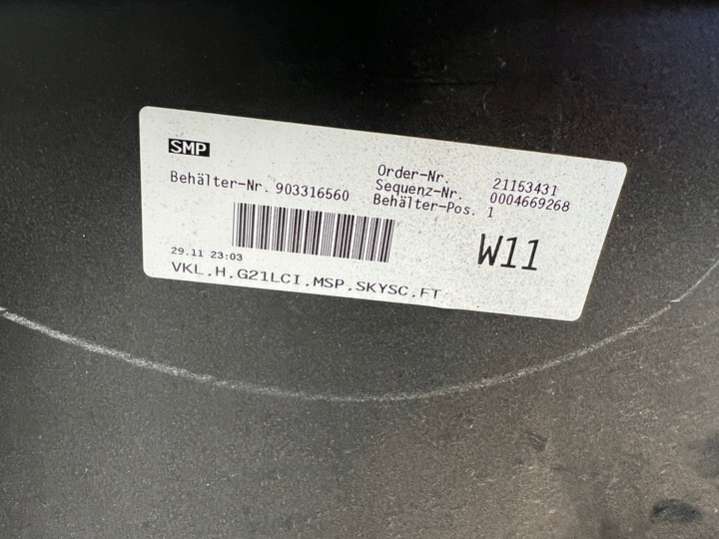 SMP
Order-Nr. 21153431
Sequenz-Nr. 0004669268
Behälter-Nr. 903316560 Behälter-Pos. 1
W11
29.11 23:03
VKL.H.G21LCI.MSP.SKYSC.FT